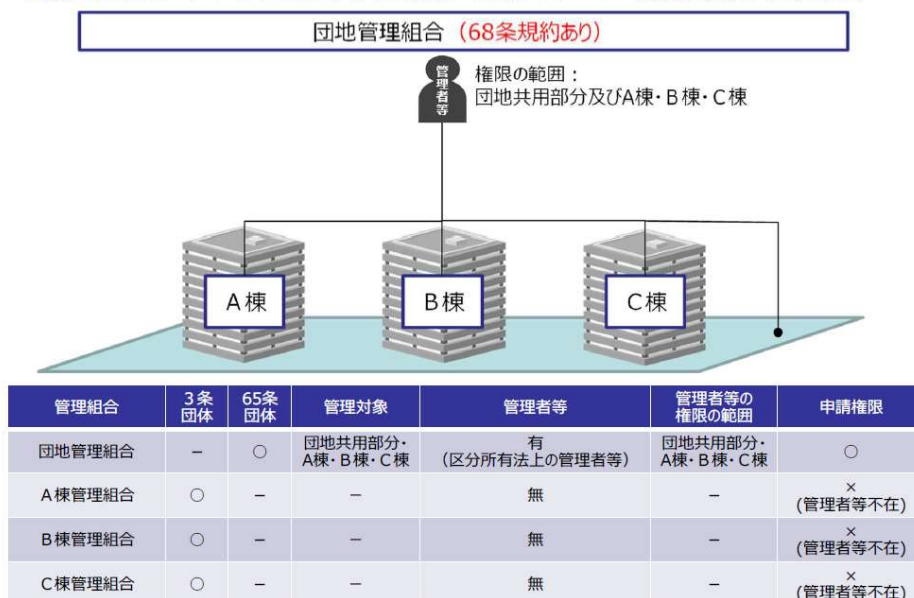 団地管理組合（68条規約あり）
管理者等
権限の範囲：
団地共用部分及びA棟・B棟・C棟
A棟 B棟 C棟
管理組合 3条団体 65条団体 管理対象 管理者等 管理者等の権限の範囲 申請権限
団地管理組合 － ○ 団地共用部分・A棟・B棟・C棟 有（区分所有法上の管理者等） 団地共用部分・A棟・B棟・C棟 ○
A棟管理組合 ○ － － 無 － ×(管理者等不在)
B棟管理組合 ○ － － 無 － ×(管理者等不在)
C棟管理組合 ○ － － 無 － ×(管理者等不在)